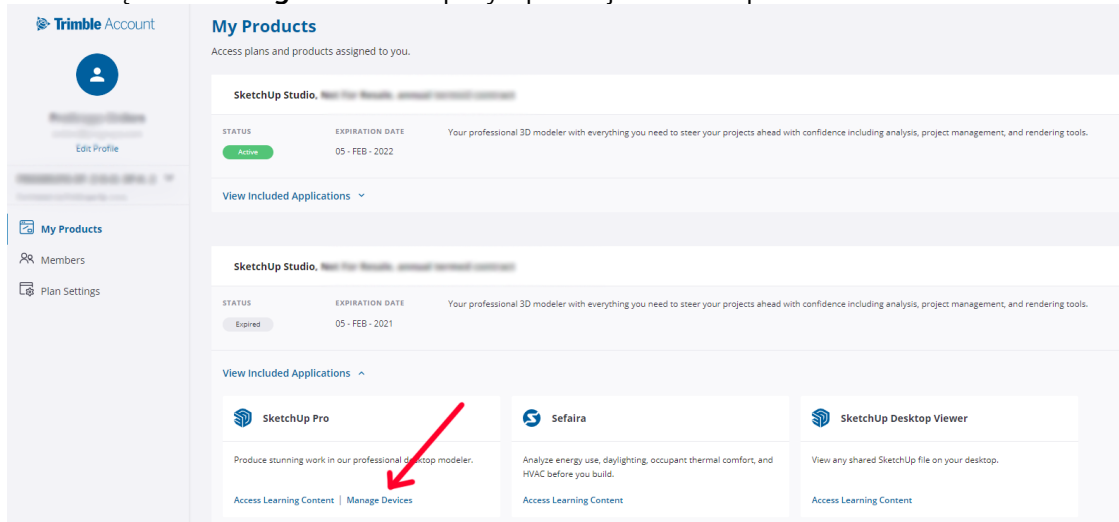 Trimble Account
Edit Profile
My Products
Members
Plan Settings
My Products
Access plans and products assigned to you.
SketchUp Studio,
STATUS
EXPIRATION DATE
Your professional 3D modeler with everything you need to steer your projects ahead with confidence including analysis, project management, and rendering tools.
Active
05 - FEB - 2022
View Included Applications
SketchUp Studio,
STATUS
EXPIRATION DATE
Your professional 3D modeler with everything you need to steer your projects ahead with confidence including analysis, project management, and rendering tools.
Expired
05 - FEB - 2021
View Included Applications
SketchUp Pro
Produce stunning work in our professional desktop modeler.
Access Learning Content | Manage Devices
Sefaira
Analyze energy use, daylighting, occupant thermal comfort, and
HVAC before you build.
Access Learning Content
SketchUp Desktop Viewer
View any shared SketchUp file on your desktop.
Access Learning Content